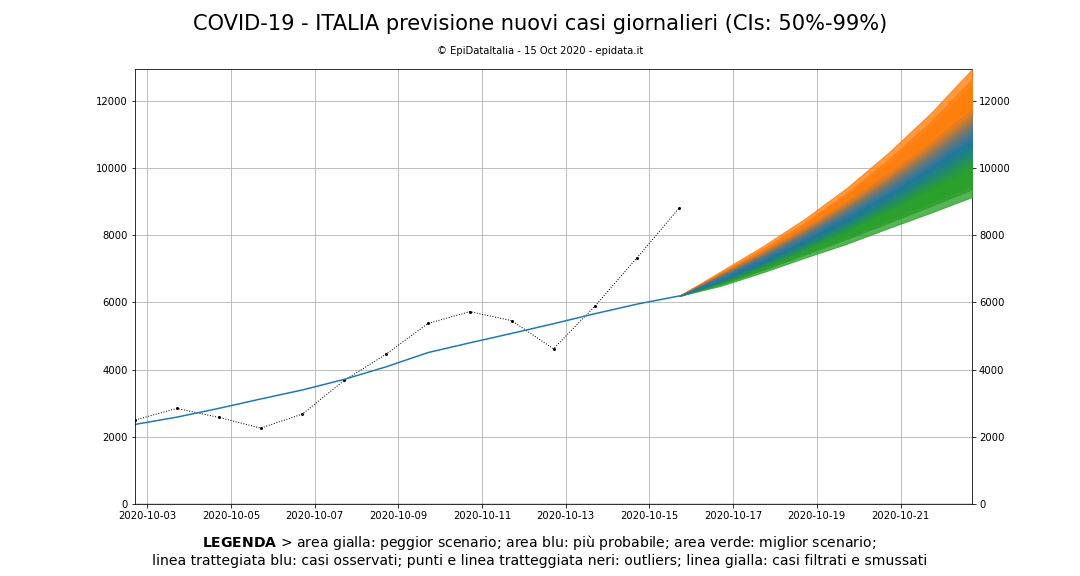 COVID-19 - ITALIA previsione nuovi casi giornalieri (CIs: 50%-99%)
© EpiDataItalia - 15 Oct 2020 - epidata.it
12000 12000
10000 10000
8000 8000
6000 6000
4000 4000
2000 2000
0 0
2020-10-03 2020-10-05 2020-10-07 2020-10-09 2020-10-11 2020-10-13 2020-10-15 2020-10-17 2020-10-19 2020-10-21
LEGENDA > area gialla: peggior scenario; area blu: più probabile; area verde: miglior scenario;
linea trattegiata blu: casi osservati; punti e linea tratteggiata neri: outliers; linea gialla: casi filtrati e smussati